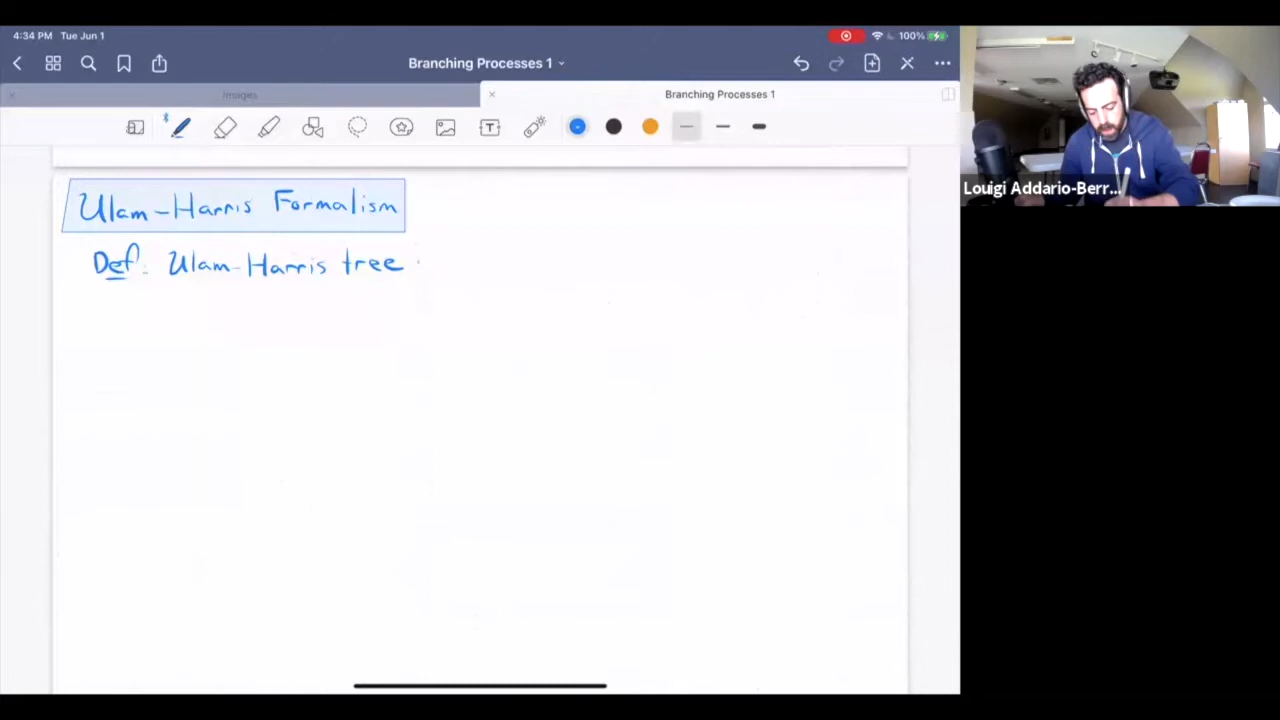 4:34 PM Tue Jun 1
100%
Branching Processes 1
Images
Branching Processes 1
Louigi Addario-Berr...
Ulam-Harris Formalism
Def: Ulam-Harris tree